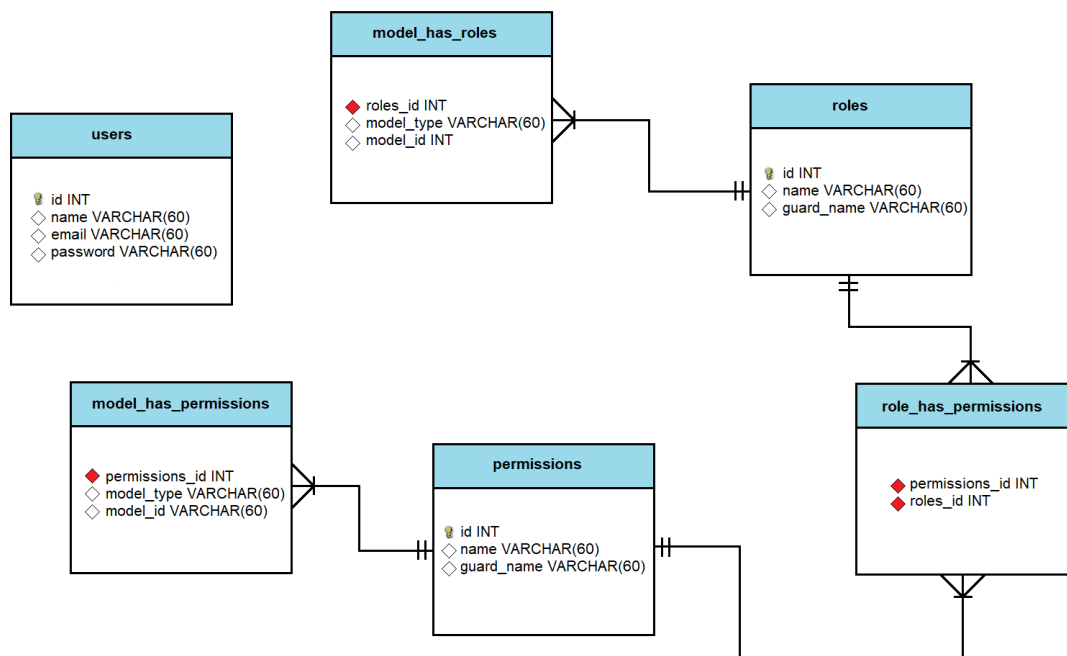 model_has_roles
roles_id INT
model_type VARCHAR(60)
model_id INT
roles
id INT
name VARCHAR(60)
guard_name VARCHAR(60)
users
id INT
name VARCHAR(60)
email VARCHAR(60)
password VARCHAR(60)
model_has_permissions
permissions_id INT
model_type VARCHAR(60)
model_id VARCHAR(60)
permissions
id INT
name VARCHAR(60)
guard_name VARCHAR(60)
role_has_permissions
permissions_id INT
roles_id INT